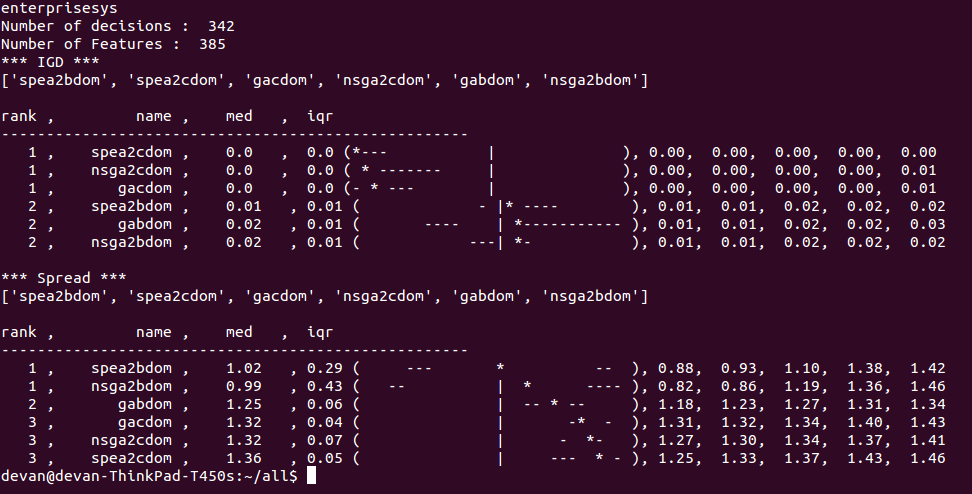 enterprisesys
Number of decisions :  342
Number of Features :  385
*** IGD ***
['spea2bdom', 'spea2cdom', 'gacdom', 'nsga2cdom', 'gabdom', 'nsga2bdom']
rank ,         name ,    med   ,  iqr
----------------------------------------------------
   1 ,    spea2cdom ,    0.0   ,  0.0 (*---           |              ), 0.00,  0.00,  0.00,  0.00,  0.00
   1 ,    nsga2cdom ,    0.0   ,  0.0 ( * -------     |              ), 0.00,  0.00,  0.00,  0.00,  0.01
   1 ,       gacdom ,    0.0   ,  0.0 (- * ---        |              ), 0.00,  0.00,  0.00,  0.00,  0.01
   2 ,    spea2bdom ,    0.01   , 0.01 (             - |* ----        ), 0.01,  0.01,  0.02,  0.02,  0.02
   2 ,       gabdom ,    0.02   , 0.01 (       ----    | *----------- ), 0.01,  0.01,  0.02,  0.02,  0.03
   2 ,    nsga2bdom ,    0.02   , 0.01 (            ---| *-           ), 0.01,  0.01,  0.02,  0.02,  0.02
*** Spread ***
['spea2bdom', 'spea2cdom', 'gacdom', 'nsga2cdom', 'gabdom', 'nsga2bdom']
rank ,         name ,    med   ,  iqr
----------------------------------------------------
   1 ,    spea2bdom ,    1.02   , 0.29 (     ---       *          --  ), 0.88,  0.93,  1.10,  1.38,  1.42
   1 ,    nsga2bdom ,    0.99   , 0.43 (   --          |  *      ---- ), 0.82,  0.86,  1.19,  1.36,  1.46
   2 ,       gabdom ,    1.25   , 0.06 (               |  -- * --     ), 1.18,  1.23,  1.27,  1.31,  1.34
   3 ,       gacdom ,    1.32   , 0.04 (               |       -*  -  ), 1.31,  1.32,  1.34,  1.40,  1.43
   3 ,    nsga2cdom ,    1.32   , 0.07 (               |      -  *-   ), 1.27,  1.30,  1.34,  1.37,  1.41
   3 ,    spea2cdom ,    1.36   , 0.05 (               |     ---  * - ), 1.25,  1.33,  1.37,  1.43,  1.46
devan@devan-ThinkPad-T450s:~/all$